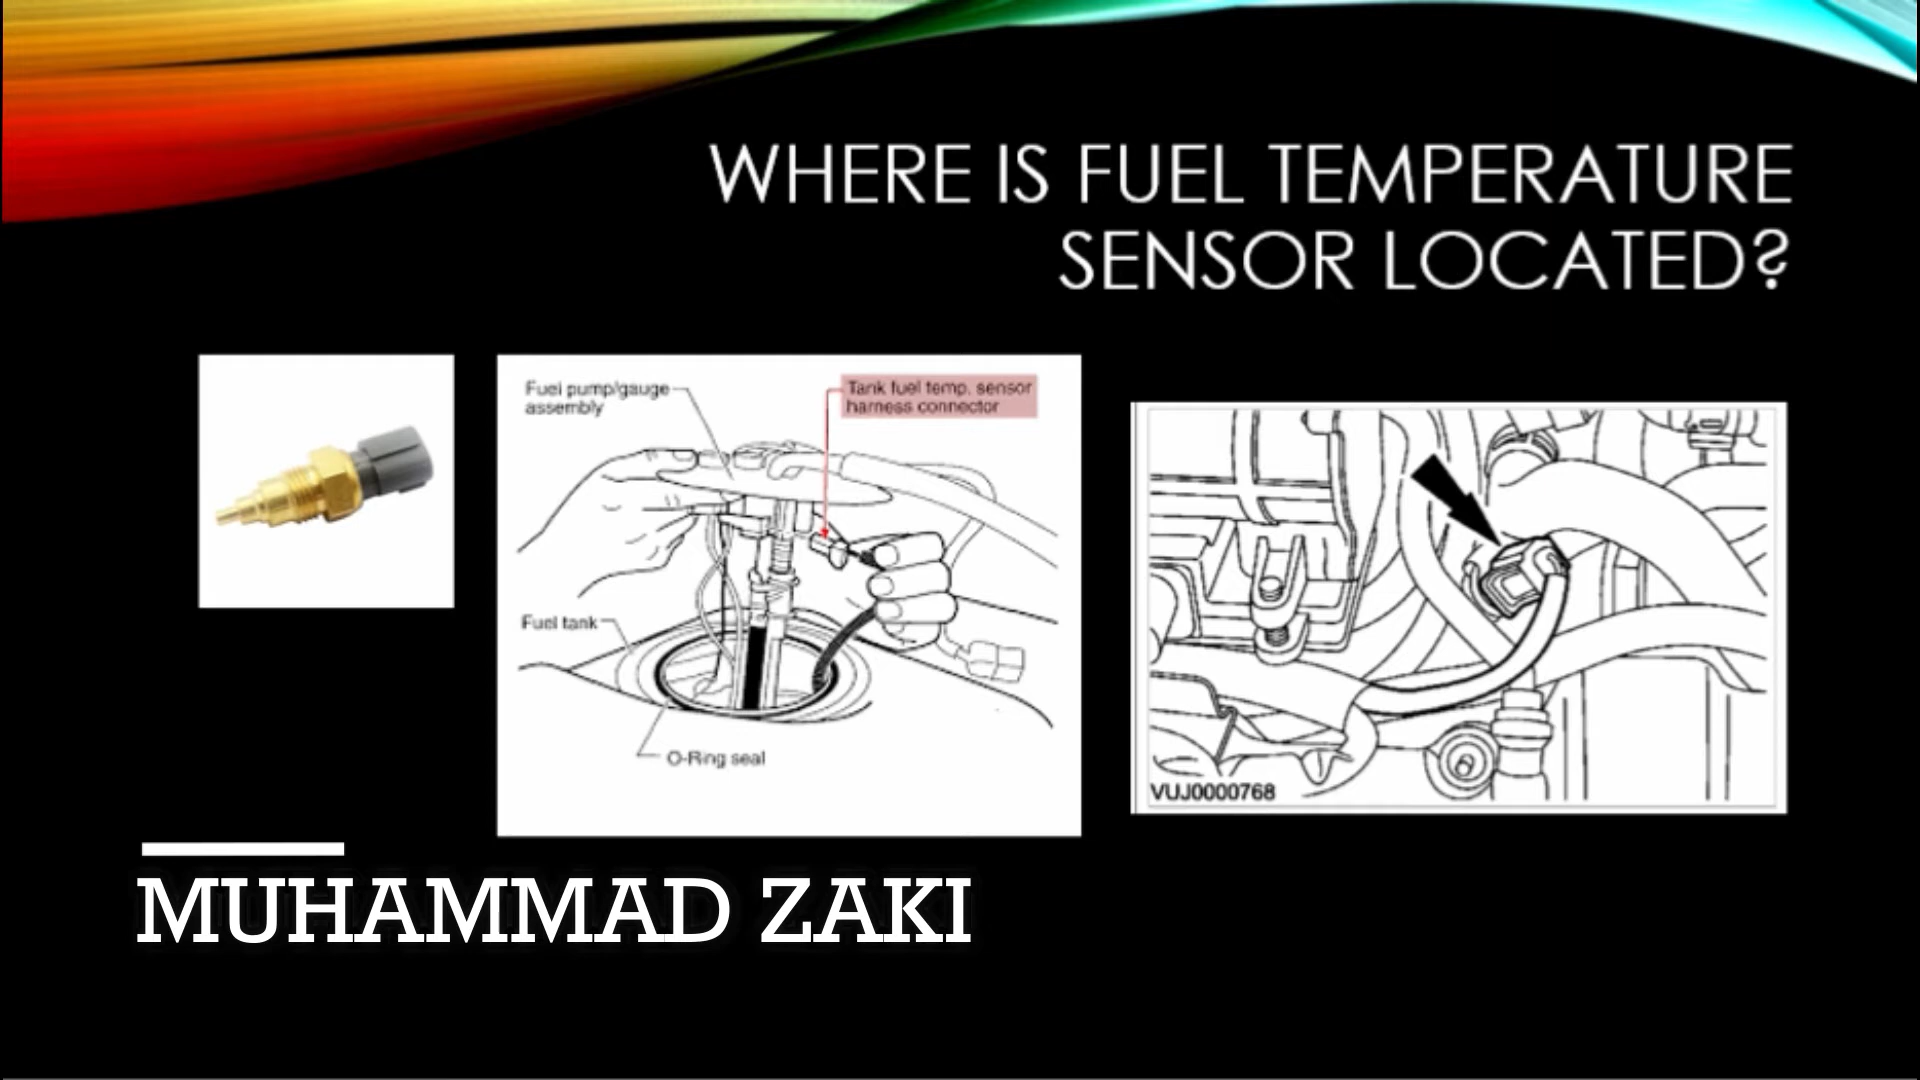 WHERE IS FUEL TEMPERATURE
SENSOR LOCATED?
Fuel pump/gauge
assembly
Tank fuel temp. sensor
harness connector
Fuel tank
O-Ring seal
VUJ0000768
MUHAMMAD ZAKI